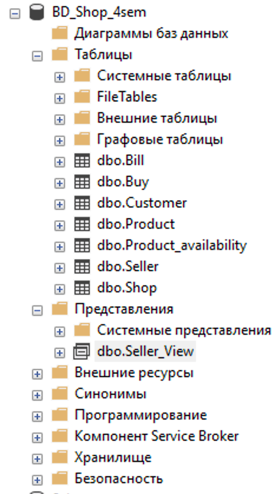 BD_Shop_4sem
Диаграммы баз данных
Таблицы
Системные таблицы
FileTables
Внешние таблицы
Графовые таблицы
dbo.Bill
dbo.Buy
dbo.Customer
dbo.Product
dbo.Product_availability
dbo.Seller
dbo.Shop
Представления
Системные представления
dbo.Seller_View
Внешние ресурсы
Синонимы
Программирование
Компонент Service Broker
Хранилище
Безопасность